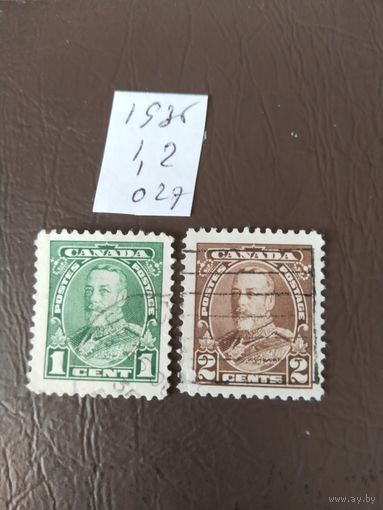 1935
1, 2
027
CANADA
POSTES POSTAGE
1 CENT 1
CANADA
POSTES POSTAGE
2 CENTS 2
www.ay.by